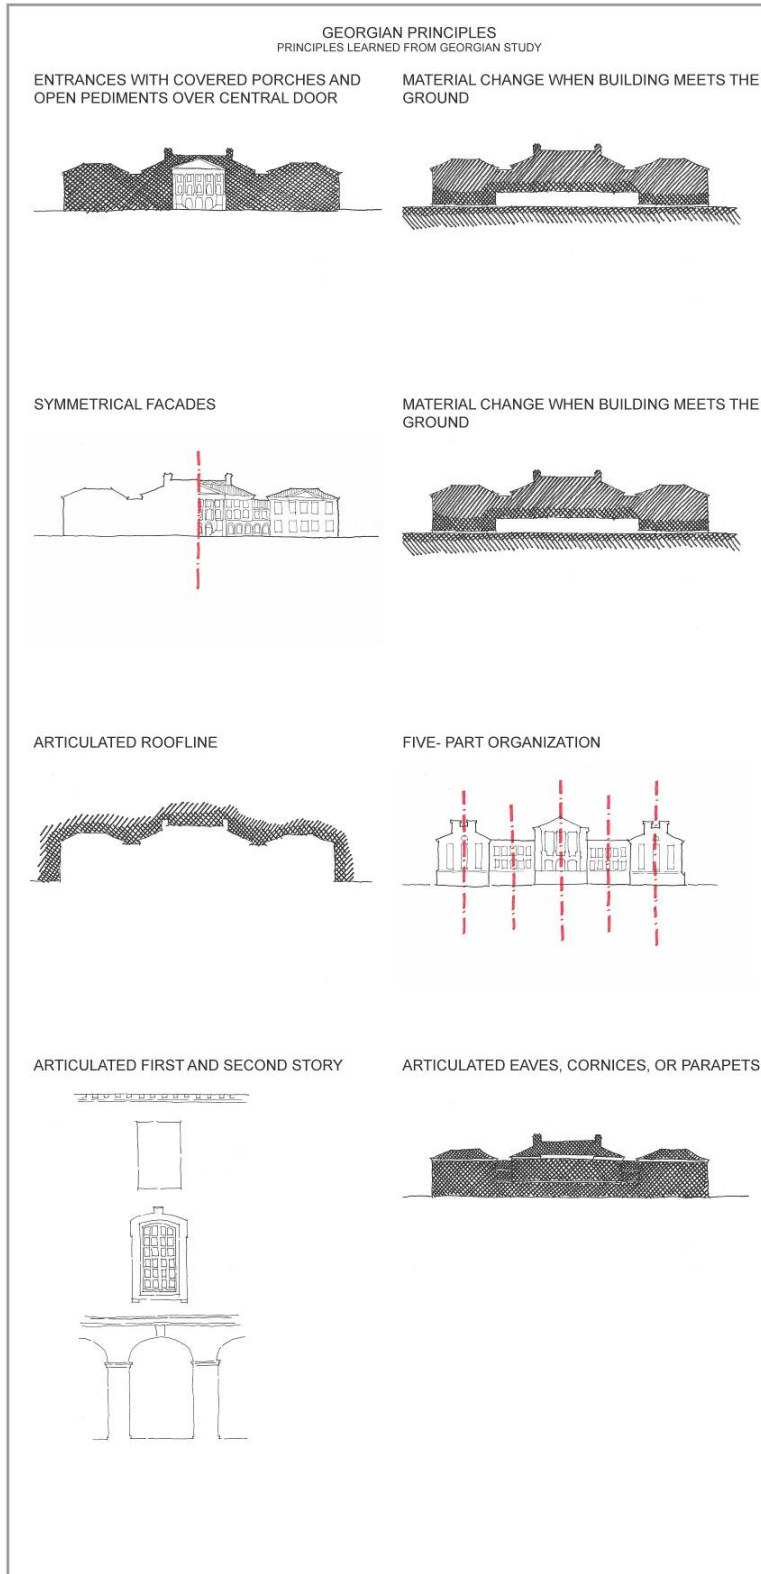 GEORGIAN PRINCIPLES
PRINCIPLES LEARNED FROM GEORGIAN STUDY
ENTRANCES WITH COVERED PORCHES AND
OPEN PEDIMENTS OVER CENTRAL DOOR
MATERIAL CHANGE WHEN BUILDING MEETS THE
GROUND
SYMMETRICAL FACADES
MATERIAL CHANGE WHEN BUILDING MEETS THE
GROUND
ARTICULATED ROOFLINE
FIVE- PART ORGANIZATION
ARTICULATED FIRST AND SECOND STORY
ARTICULATED EAVES, CORNICES, OR PARAPETS